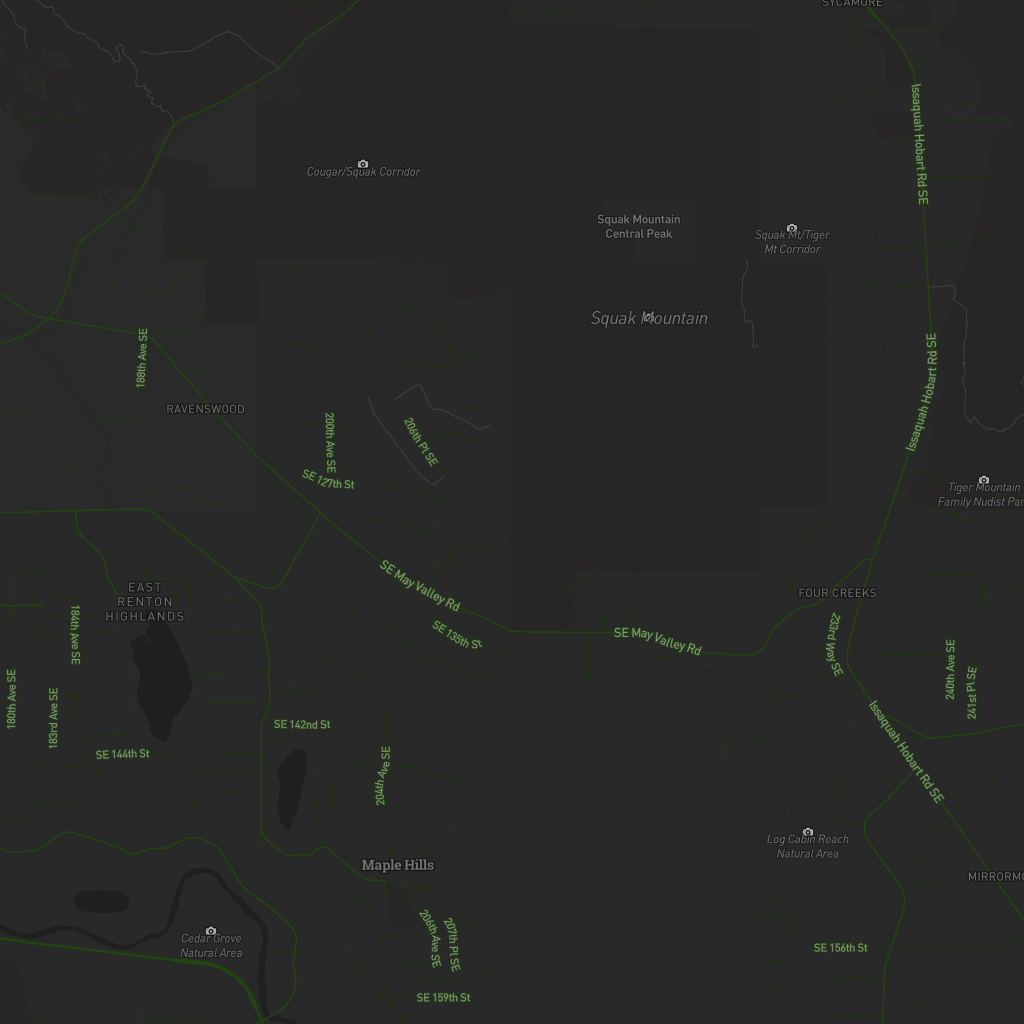 SYCAMORE
Issaquah Hobart Rd SE
Cougar/Squak Corridor
Squak Mountain
Central Peak
Squak Mt/Tiger
Mt Corridor
Squak Mountain
188th Ave SE
Issaquah Hobart Rd SE
RAVENSWOOD
200th Ave SE
206th Pl SE
SE 127th St
Tiger Mountain
Family Nudist Par
EAST
RENTON
HIGHLANDS
SE May Valley Rd
FOUR CREEKS
184th Ave SE
SE 135th St
SE May Valley Rd
233rd Way SE
240th Ave SE
241st Pl SE
180th Ave SE
183rd Ave SE
SE 142nd St
Issaquah Hobart Rd SE
SE 144th St
204th Ave SE
Log Cabin Reach
Natural Area
Maple Hills
MIRRORMO
Cedar Grove
Natural Area
206th Ave SE
207th Pl SE
SE 156th St
SE 159th St